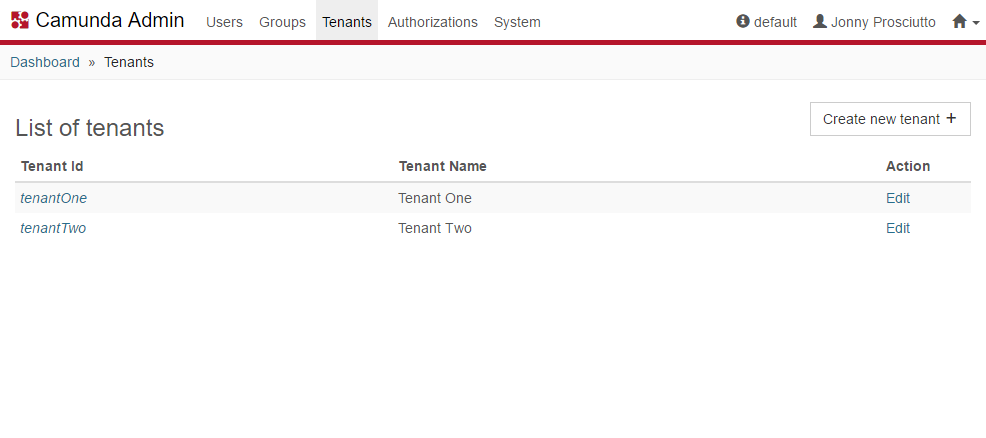 Camunda Admin Users Groups Tenants Authorizations System default Jonny Prosciutto
Dashboard » Tenants
List of tenants
Create new tenant +
Tenant Id Tenant Name Action
tenantOne Tenant One Edit
tenantTwo Tenant Two Edit